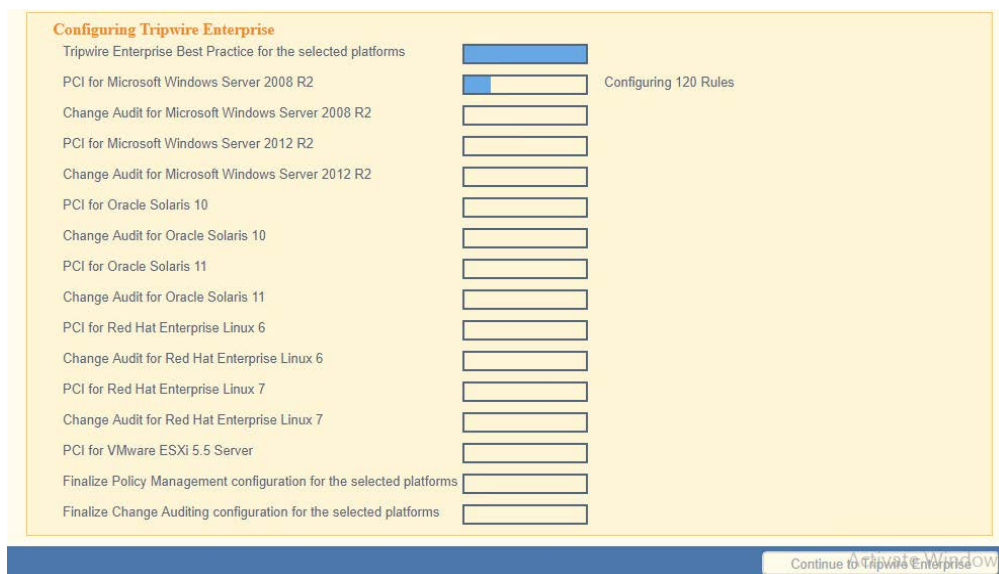 Configuring Tripwire Enterprise
Tripwire Enterprise Best Practice for the selected platforms
PCI for Microsoft Windows Server 2008 R2 Configuring 120 Rules
Change Audit for Microsoft Windows Server 2008 R2
PCI for Microsoft Windows Server 2012 R2
Change Audit for Microsoft Windows Server 2012 R2
PCI for Oracle Solaris 10
Change Audit for Oracle Solaris 10
PCI for Oracle Solaris 11
Change Audit for Oracle Solaris 11
PCI for Red Hat Enterprise Linux 6
Change Audit for Red Hat Enterprise Linux 6
PCI for Red Hat Enterprise Linux 7
Change Audit for Red Hat Enterprise Linux 7
PCI for VMware ESXi 5.5 Server
Finalize Policy Management configuration for the selected platforms
Finalize Change Auditing configuration for the selected platforms
Activate Window
Continue to Tripwire Enterprise